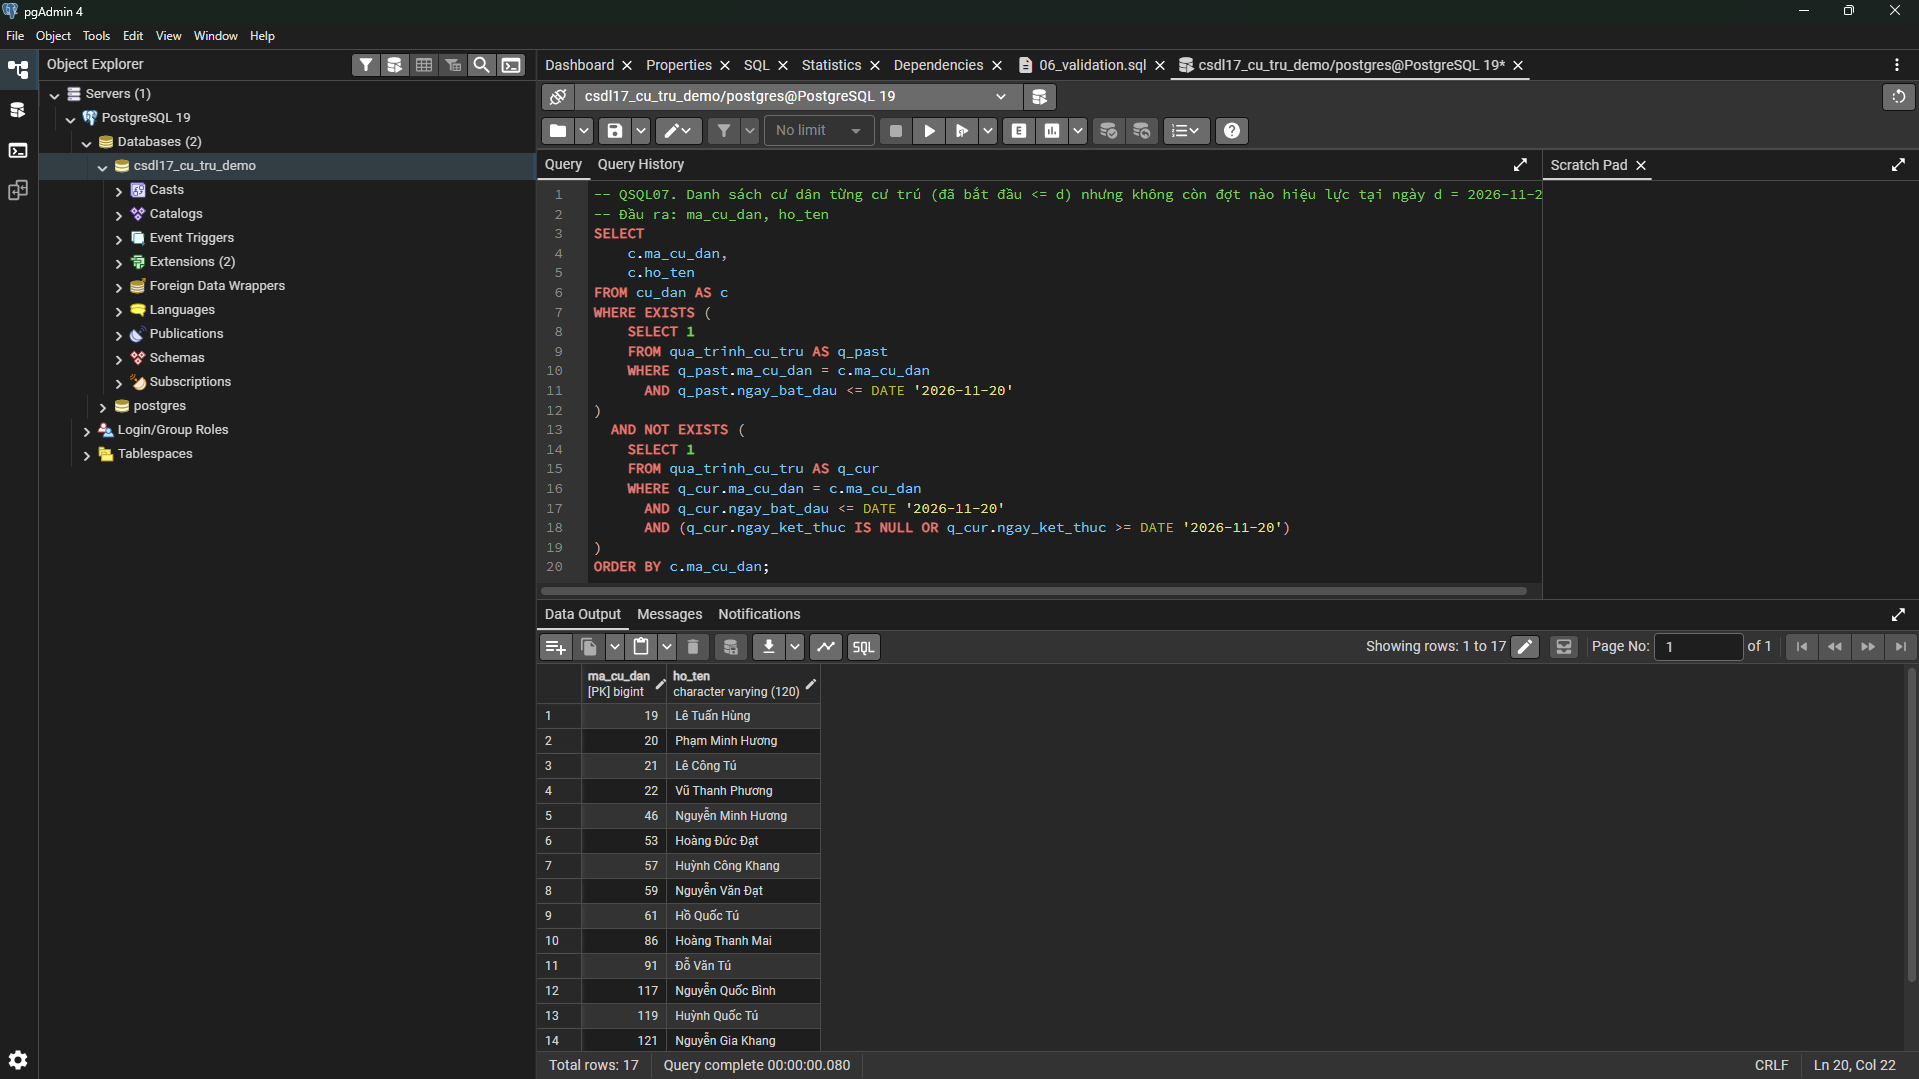 pgAdmin 4
File Object Tools Edit View Window Help
Object Explorer
Servers (1)
PostgreSQL 19
Databases (2)
csdl17_cu_tru_demo
Casts
Catalogs
Event Triggers
Extensions (2)
Foreign Data Wrappers
Languages
Publications
Schemas
Subscriptions
postgres
Login/Group Roles
Tablespaces
Dashboard Properties SQL Statistics Dependencies 06_validation.sql csdl17_cu_tru_demo/postgres@PostgreSQL 19*
csdl17_cu_tru_demo/postgres@PostgreSQL 19
No limit E
Query Query History
Scratch Pad
1 -- QSQL07. Danh sách cư dân từng cư trú (đã bắt đầu <= d) nhưng không còn đợt nào hiệu lực tại ngày d = 2026-11-2
2 -- Đầu ra: ma_cu_dan, ho_ten
3 SELECT
4 c.ma_cu_dan,
5 c.ho_ten
6 FROM cu_dan AS c
7 WHERE EXISTS (
8 SELECT 1
9 FROM qua_trinh_cu_tru AS q_past
10 WHERE q_past.ma_cu_dan = c.ma_cu_dan
11 AND q_past.ngay_bat_dau <= DATE '2026-11-20'
12 )
13 AND NOT EXISTS (
14 SELECT 1
15 FROM qua_trinh_cu_tru AS q_cur
16 WHERE q_cur.ma_cu_dan = c.ma_cu_dan
17 AND q_cur.ngay_bat_dau <= DATE '2026-11-20'
18 AND (q_cur.ngay_ket_thuc IS NULL OR q_cur.ngay_ket_thuc >= DATE '2026-11-20')
19 )
20 ORDER BY c.ma_cu_dan;
Data Output Messages Notifications
SQL Showing rows: 1 to 17 Page No: 1 of 1
ma_cu_dan ho_ten
[PK] bigint character varying (120)
1 19 Lê Tuấn Hùng
2 20 Phạm Minh Hương
3 21 Lê Công Tú
4 22 Vũ Thanh Phương
5 46 Nguyễn Minh Hương
6 53 Hoàng Đức Đạt
7 57 Huỳnh Công Khang
8 59 Nguyễn Văn Đạt
9 61 Hồ Quốc Tú
10 86 Hoàng Thanh Mai
11 91 Đỗ Văn Tú
12 117 Nguyễn Quốc Bình
13 119 Huỳnh Quốc Tú
14 121 Nguyễn Gia Khang
Total rows: 17 Query complete 00:00:00.080 CRLF Ln 20, Col 22